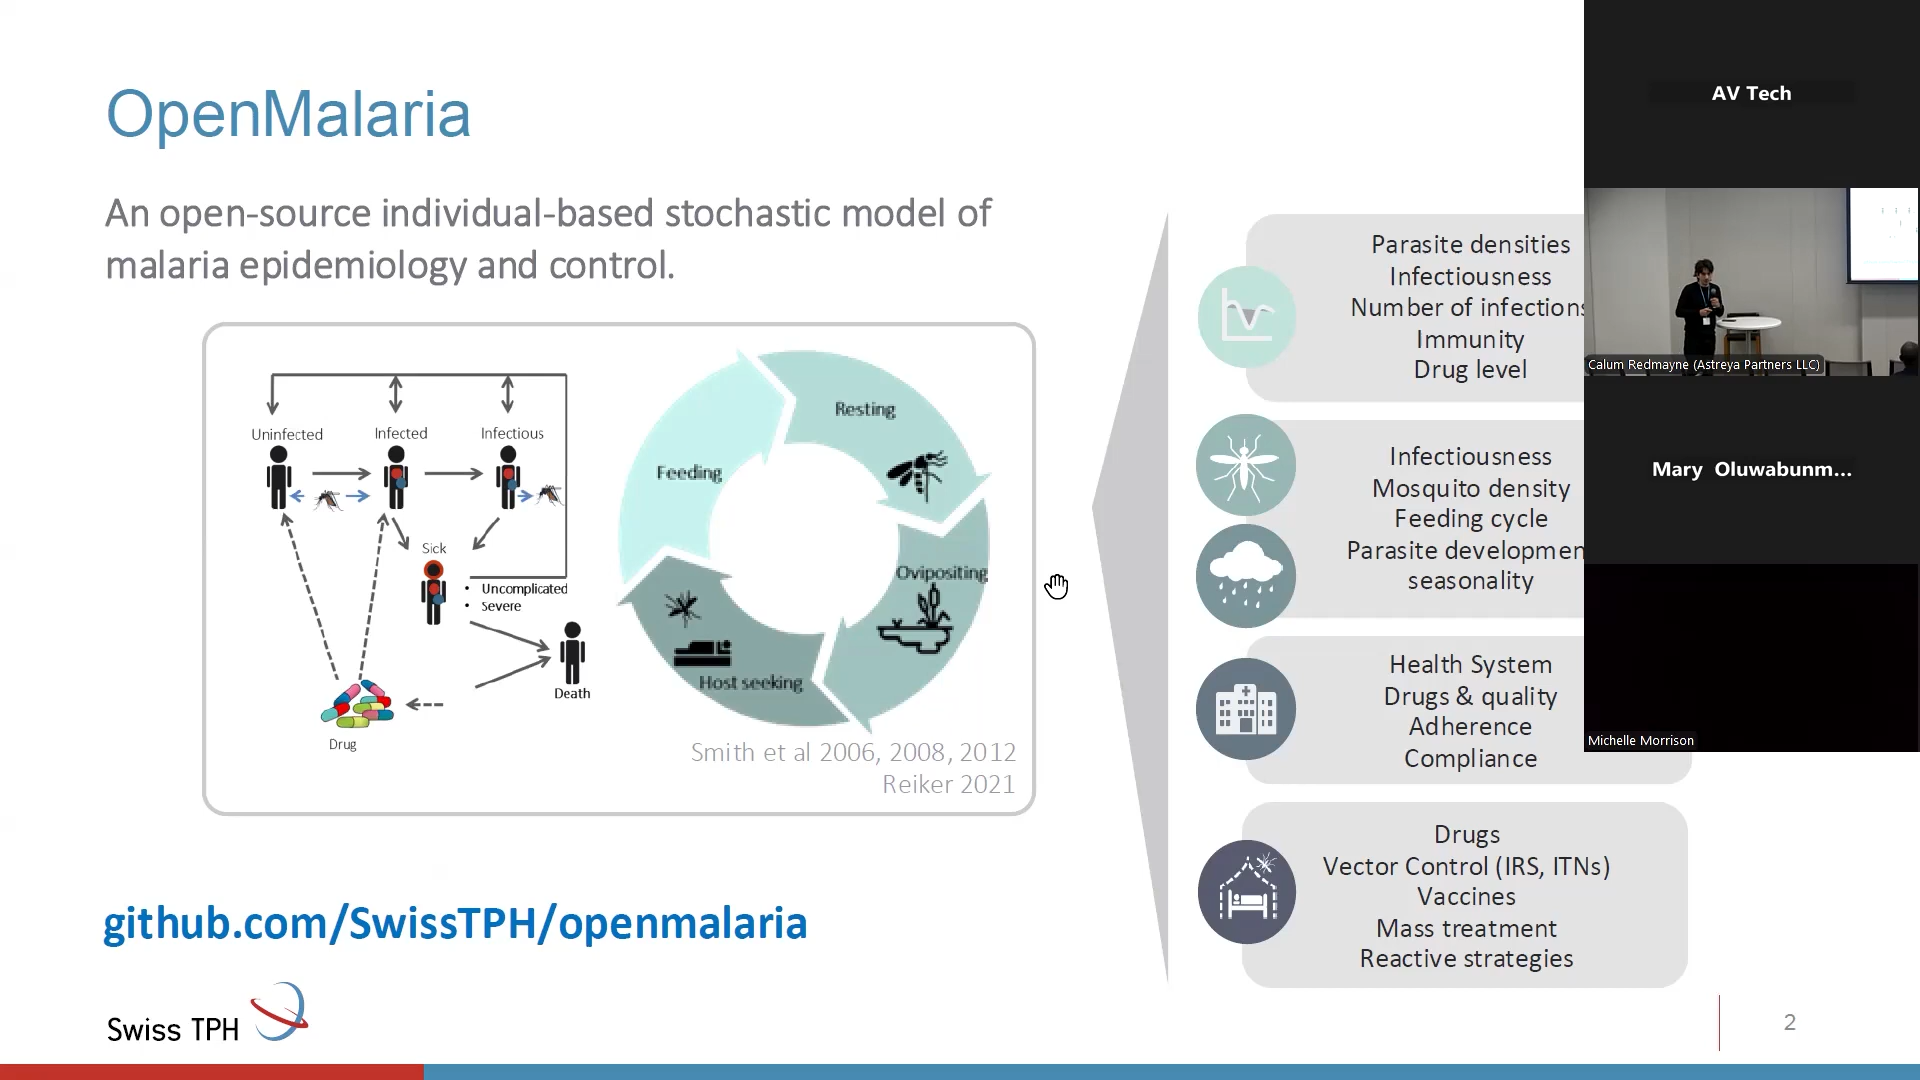 OpenMalaria
An open-source individual-based stochastic model of
malaria epidemiology and control.
Uninfected
Infected
Infectious
Sick
• Uncomplicated
• Severe
Death
Drug
Feeding
Resting
Ovipositing
Host seeking
Smith et al 2006, 2008, 2012
Reiker 2021
Parasite densities
Infectiousness
Number of infections
Immunity
Drug level
Infectiousness
Mosquito density
Feeding cycle
Parasite developmen
seasonality
Health System
Drugs & quality
Adherence
Compliance
Drugs
Vector Control (IRS, ITNs)
Vaccines
Mass treatment
Reactive strategies
github.com/SwissTPH/openmalaria
Swiss TPH
2
AV Tech
Calum Redmayne (Astreya Partners LLC)
Mary Oluwabunm...
Michelle Morrison